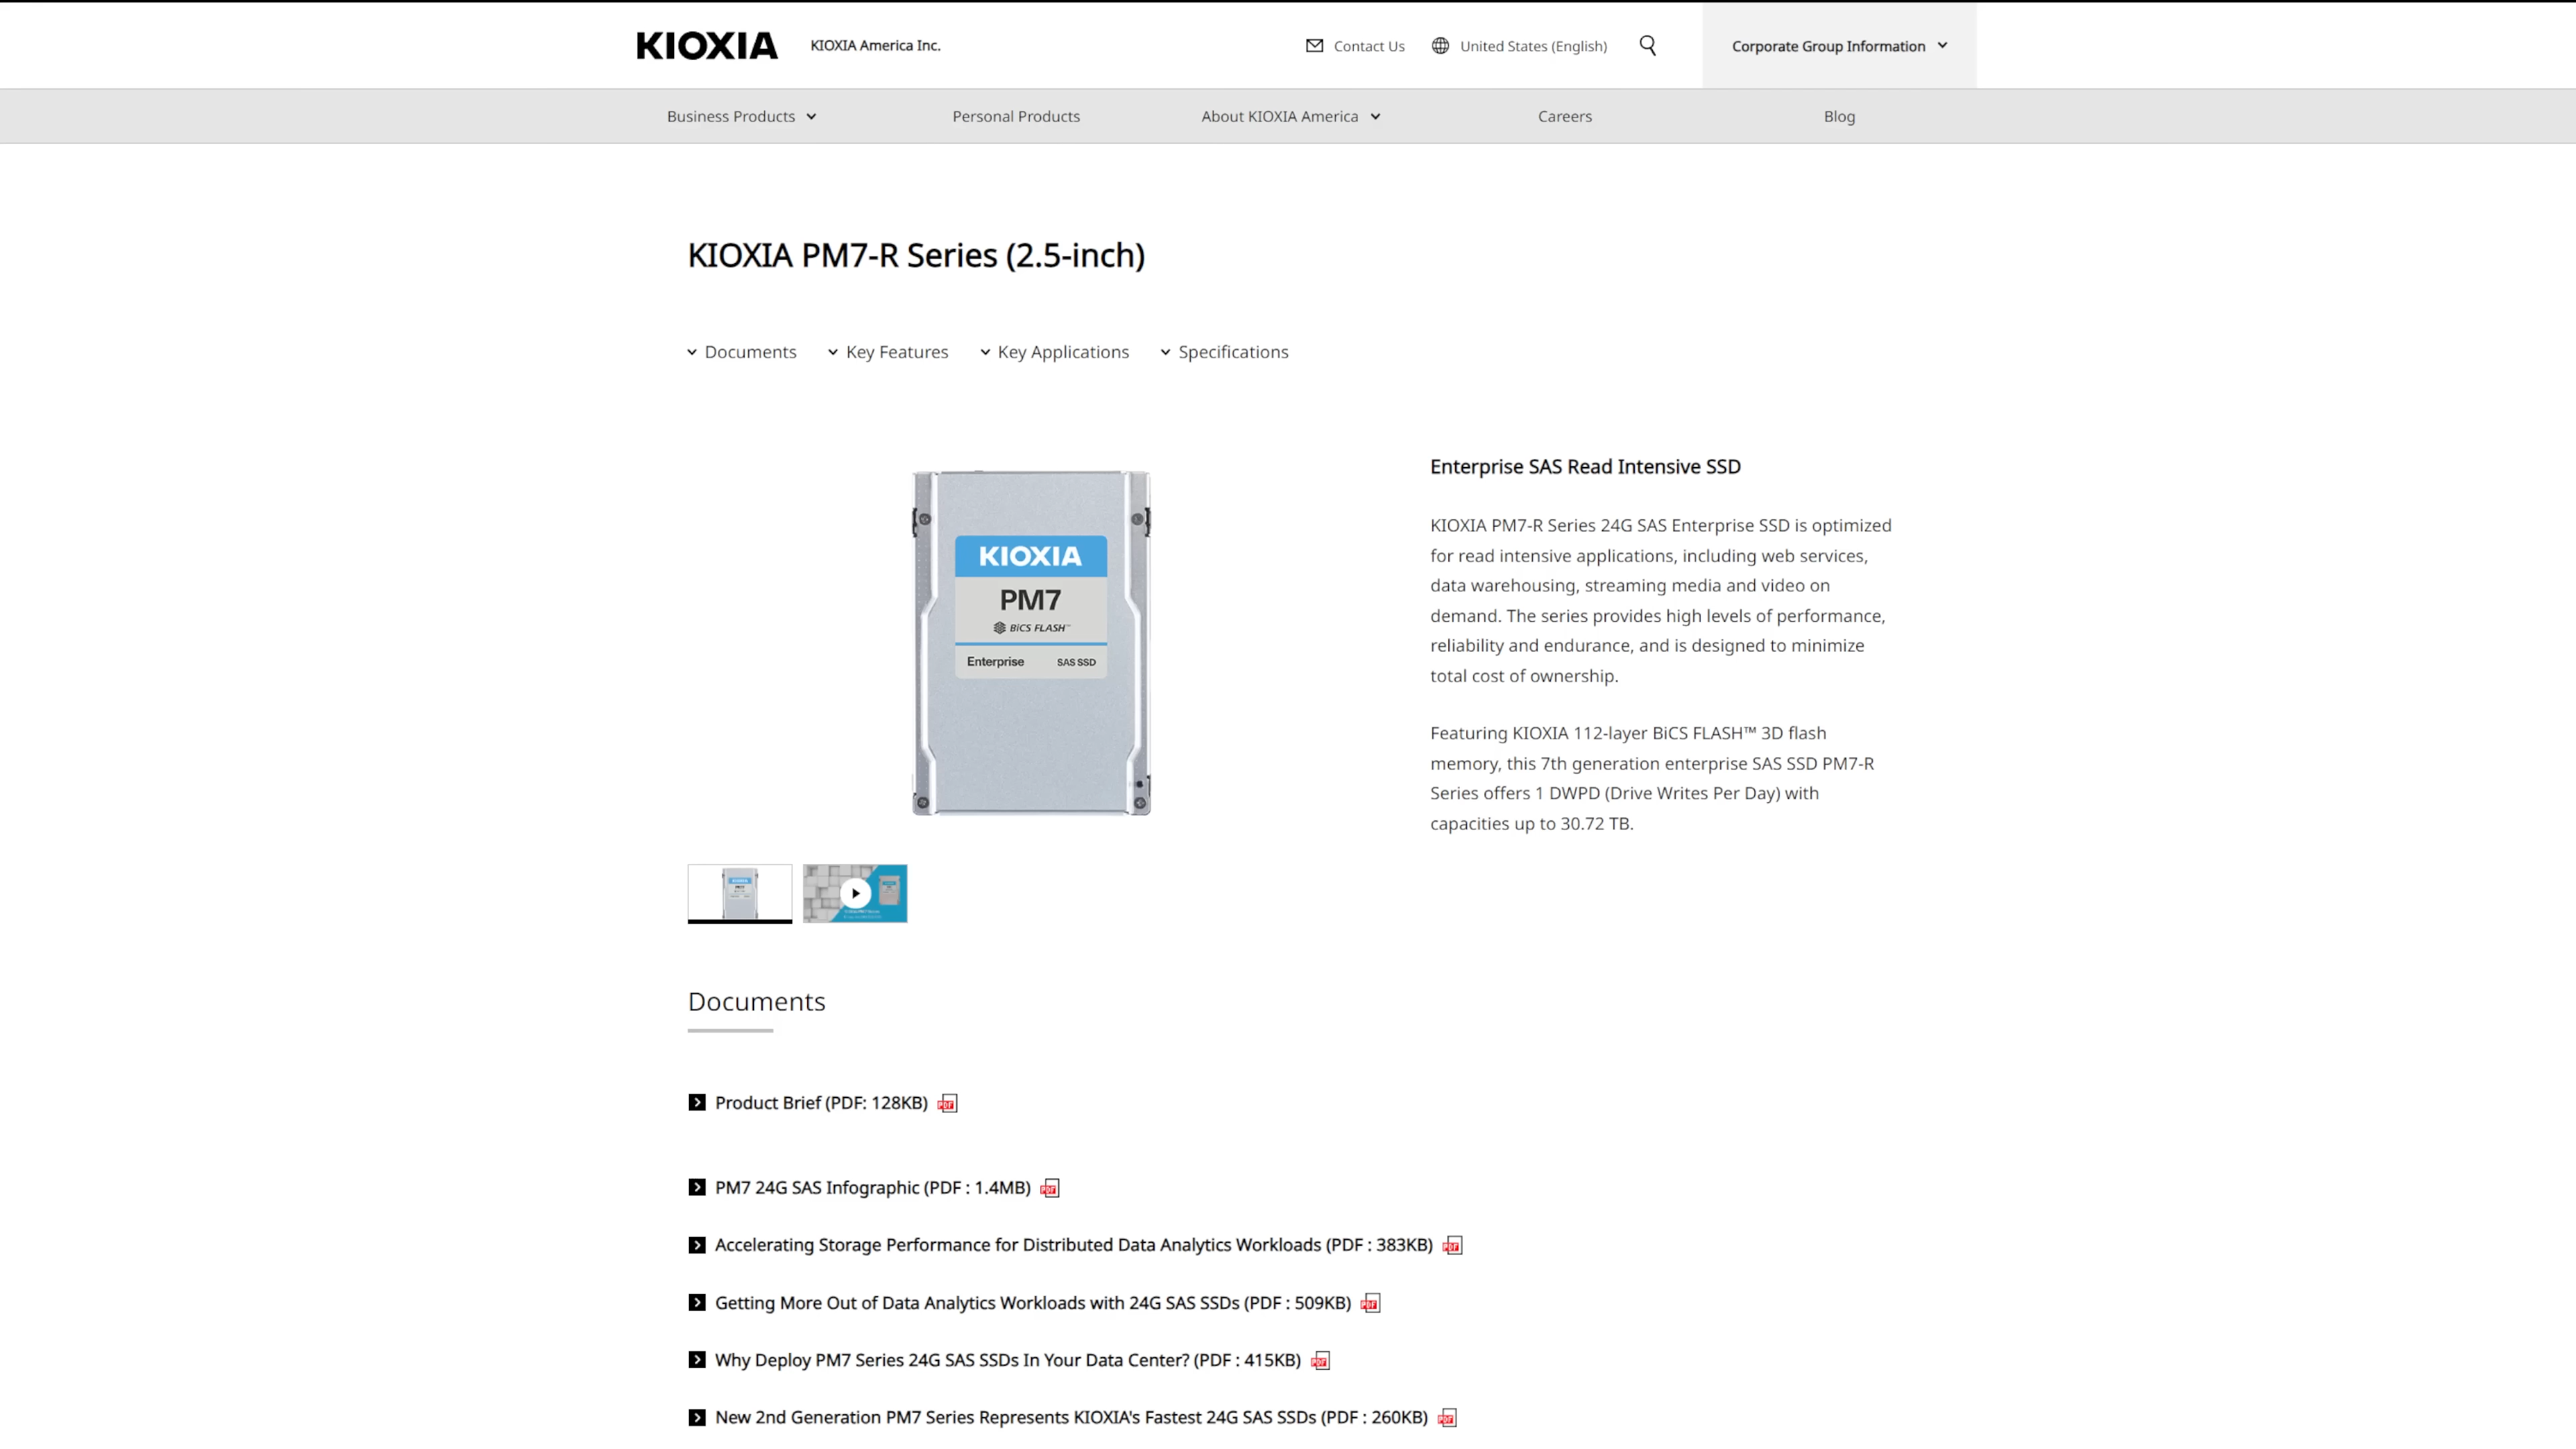 KIOXIA
KIOXIA America Inc.
Contact Us
United States (English)
Corporate Group Information
Business Products
Personal Products
About KIOXIA America
Careers
Blog
KIOXIA PM7-R Series (2.5-inch)
Documents
Key Features
Key Applications
Specifications
KIOXIA
PM7
BiCS FLASH™
Enterprise
SAS SSD
Enterprise SAS Read Intensive SSD
KIOXIA PM7-R Series 24G SAS Enterprise SSD is optimized
for read intensive applications, including web services,
data warehousing, streaming media and video on
demand. The series provides high levels of performance,
reliability and endurance, and is designed to minimize
total cost of ownership.
Featuring KIOXIA 112-layer BiCS FLASH™ 3D flash
memory, this 7th generation enterprise SAS SSD PM7-R
Series offers 1 DWPD (Drive Writes Per Day) with
capacities up to 30.72 TB.
KIOXIA
PM7
Documents
Product Brief (PDF: 128KB)
PDF
PM7 24G SAS Infographic (PDF : 1.4MB)
PDF
Accelerating Storage Performance for Distributed Data Analytics Workloads (PDF : 383KB)
PDF
Getting More Out of Data Analytics Workloads with 24G SAS SSDs (PDF : 509KB)
PDF
Why Deploy PM7 Series 24G SAS SSDs In Your Data Center? (PDF : 415KB)
PDF
New 2nd Generation PM7 Series Represents KIOXIA's Fastest 24G SAS SSDs (PDF : 260KB)
PDF